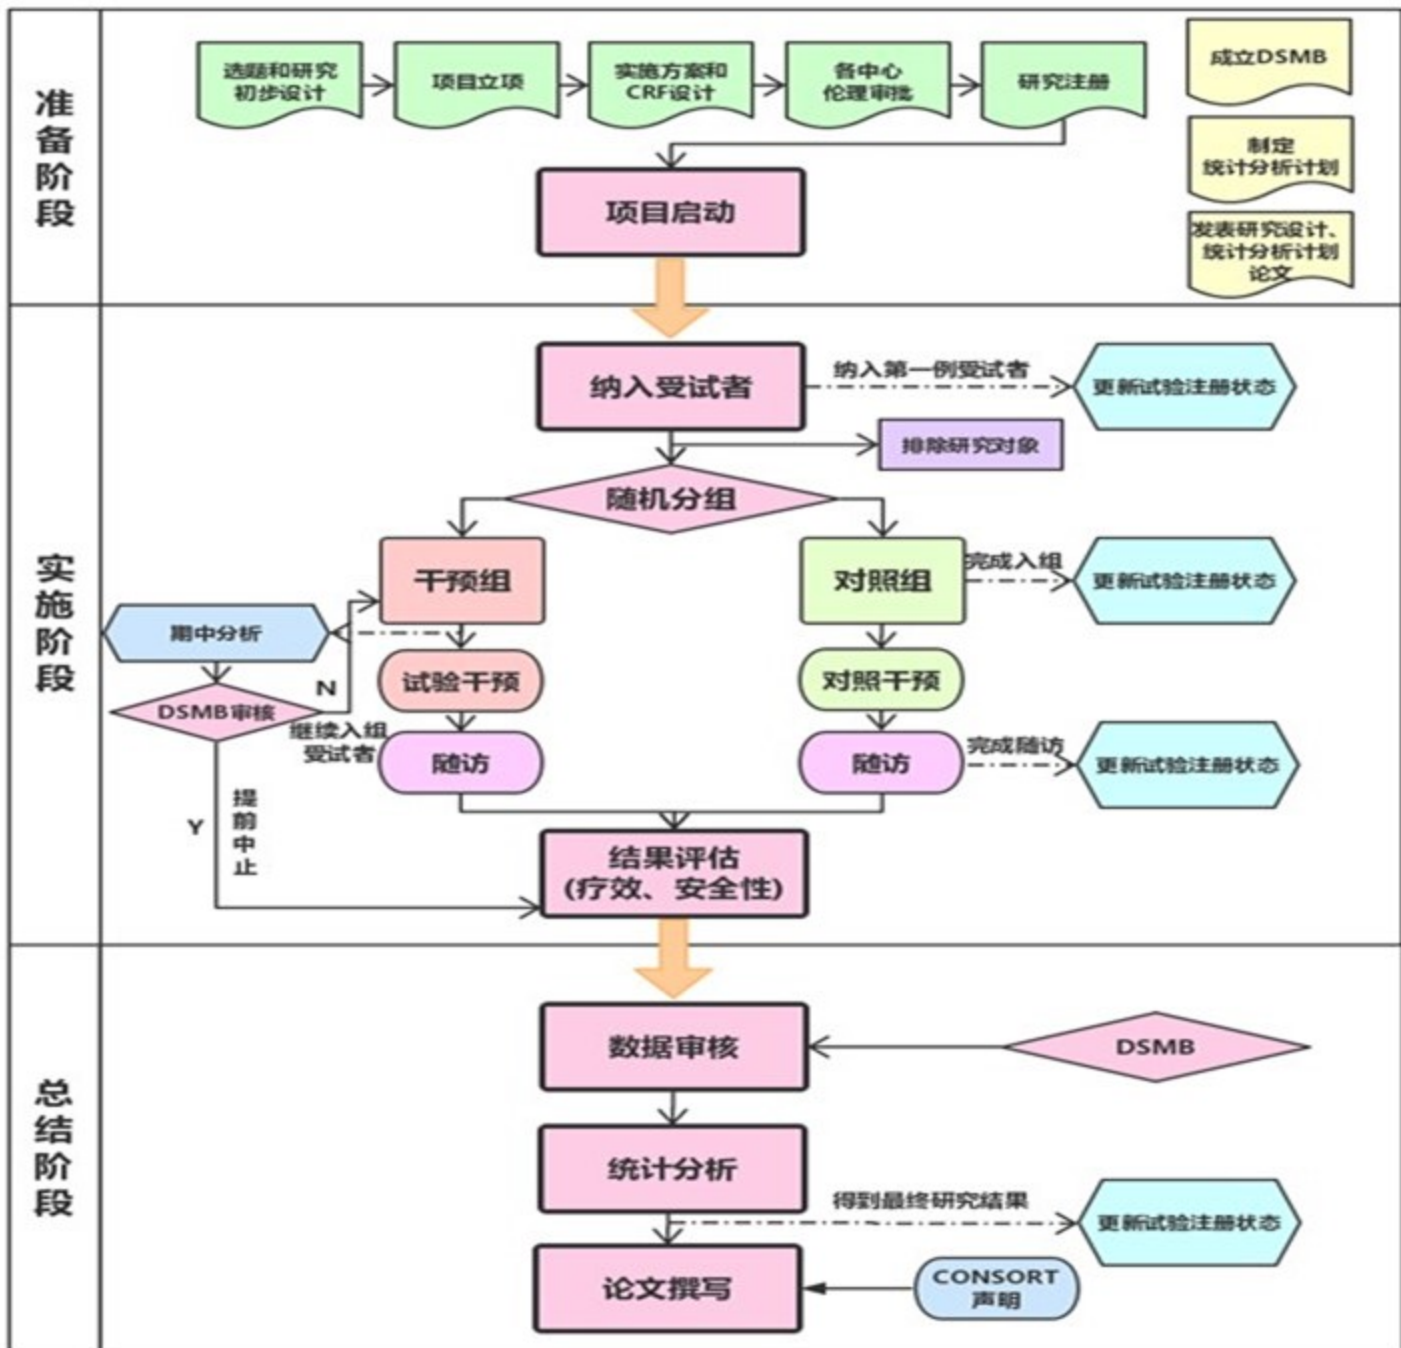 准备阶段
选题和研究
初步设计
项目立项
实施方案和
CRF设计
各中心
伦理审批
研究注册
成立DSMB
制定
统计分析计划
发表研究设计、
统计分析计划
论文
项目启动
实施阶段
纳入受试者
纳入第一例受试者
更新试验注册状态
排除研究对象
随机分组
干预组
对照组
完成入组
更新试验注册状态
期中分析
试验干预
对照干预
N
DSMB审核
继续入组
受试者
随访
随访
完成随访
更新试验注册状态
Y
提前中止
结果评估
(疗效、安全性)
总结阶段
数据审核
DSMB
统计分析
得到最终研究结果
更新试验注册状态
论文撰写
CONSORT
声明